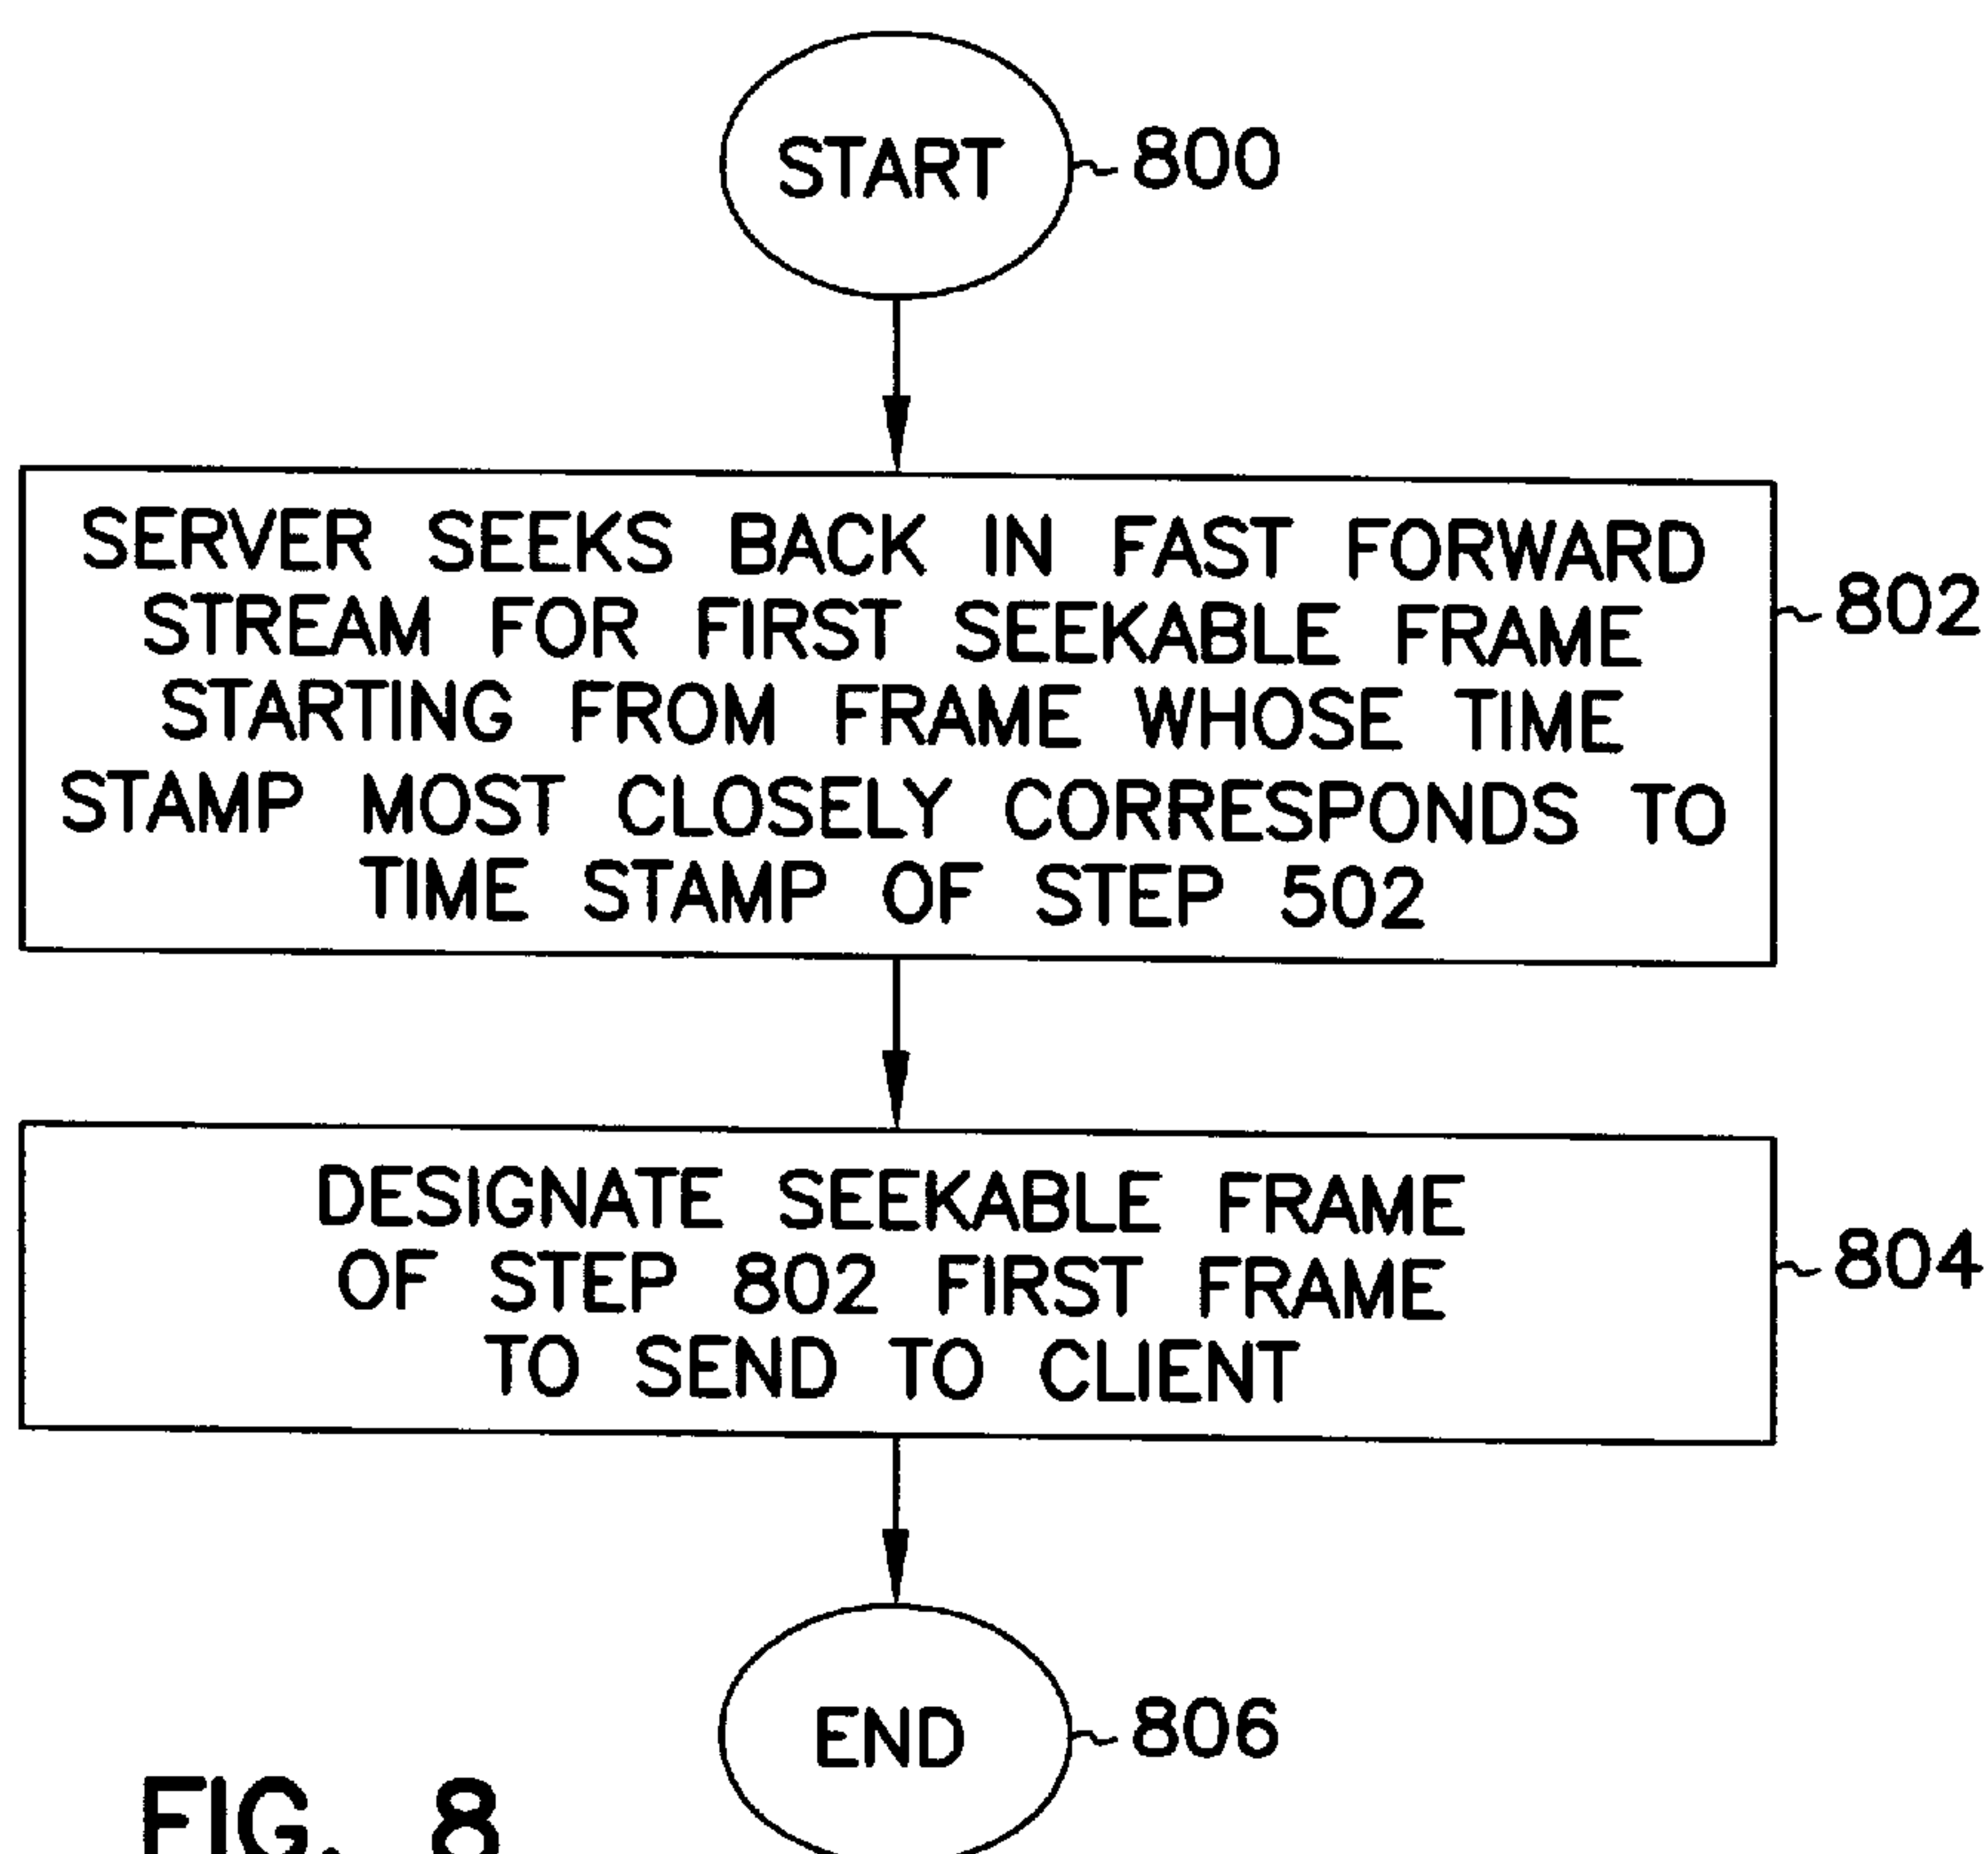 START
800
SERVER SEEKS BACK IN FAST FORWARD
STREAM FOR FIRST SEEKABLE FRAME
STARTING FROM FRAME WHOSE TIME
STAMP MOST CLOSELY CORRESPONDS TO
TIME STAMP OF STEP 502
802
DESIGNATE SEEKABLE FRAME
OF STEP 802 FIRST FRAME
TO SEND TO CLIENT
804
END
806
FIG. 8